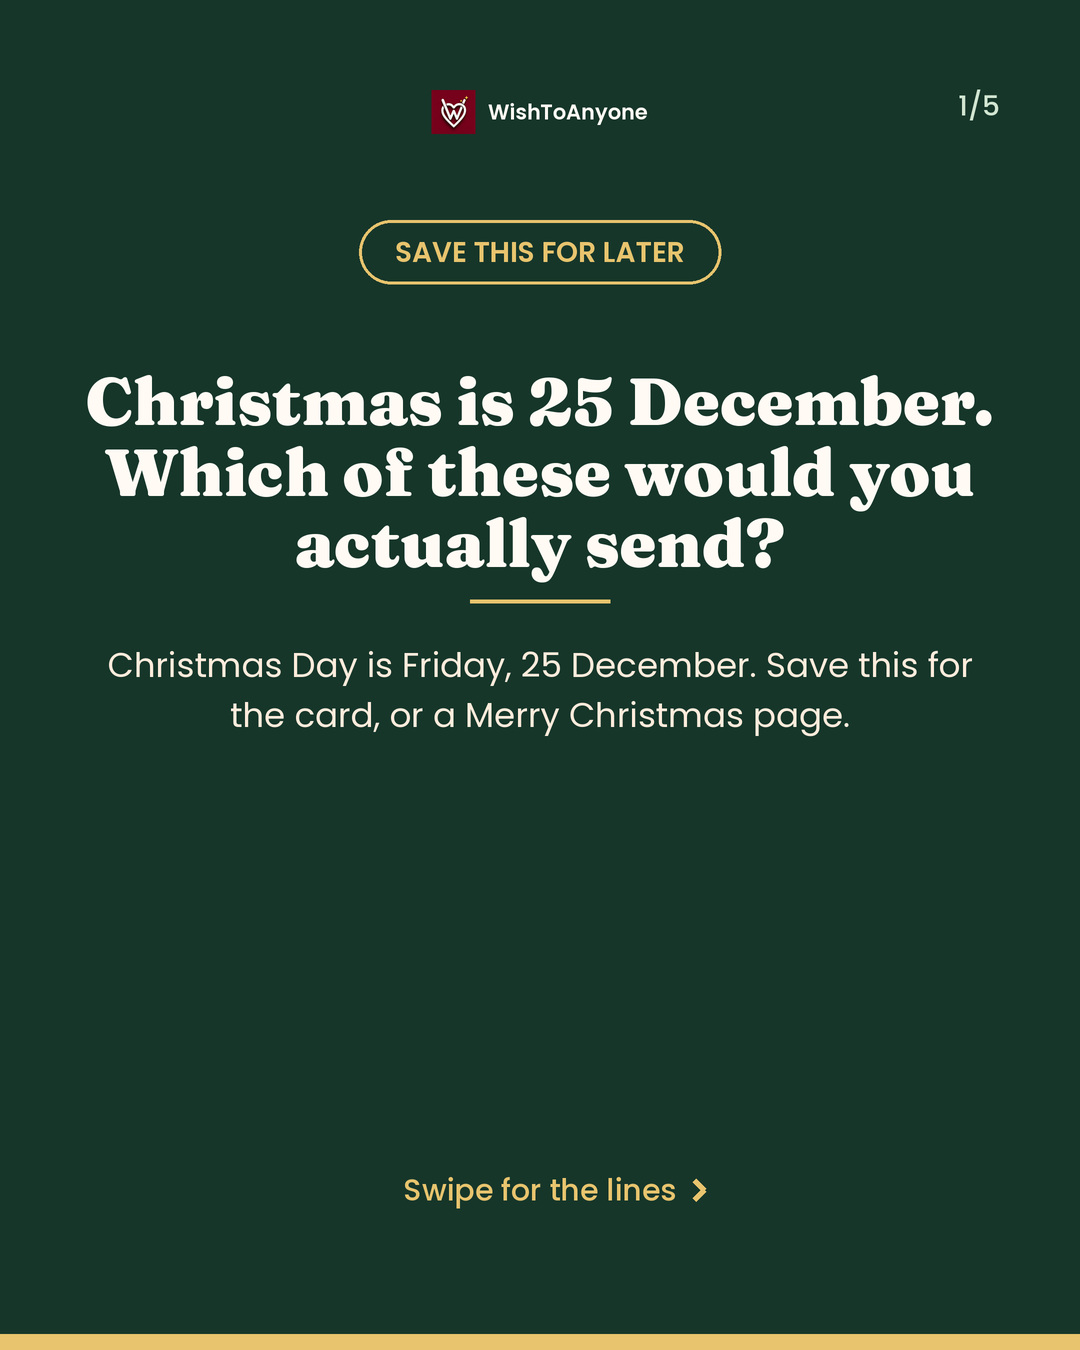 WishToAnyone
1/5
SAVE THIS FOR LATER
Christmas is 25 December.
Which of these would you
actually send?
Christmas Day is Friday, 25 December. Save this for
the card, or a Merry Christmas page.
Swipe for the lines